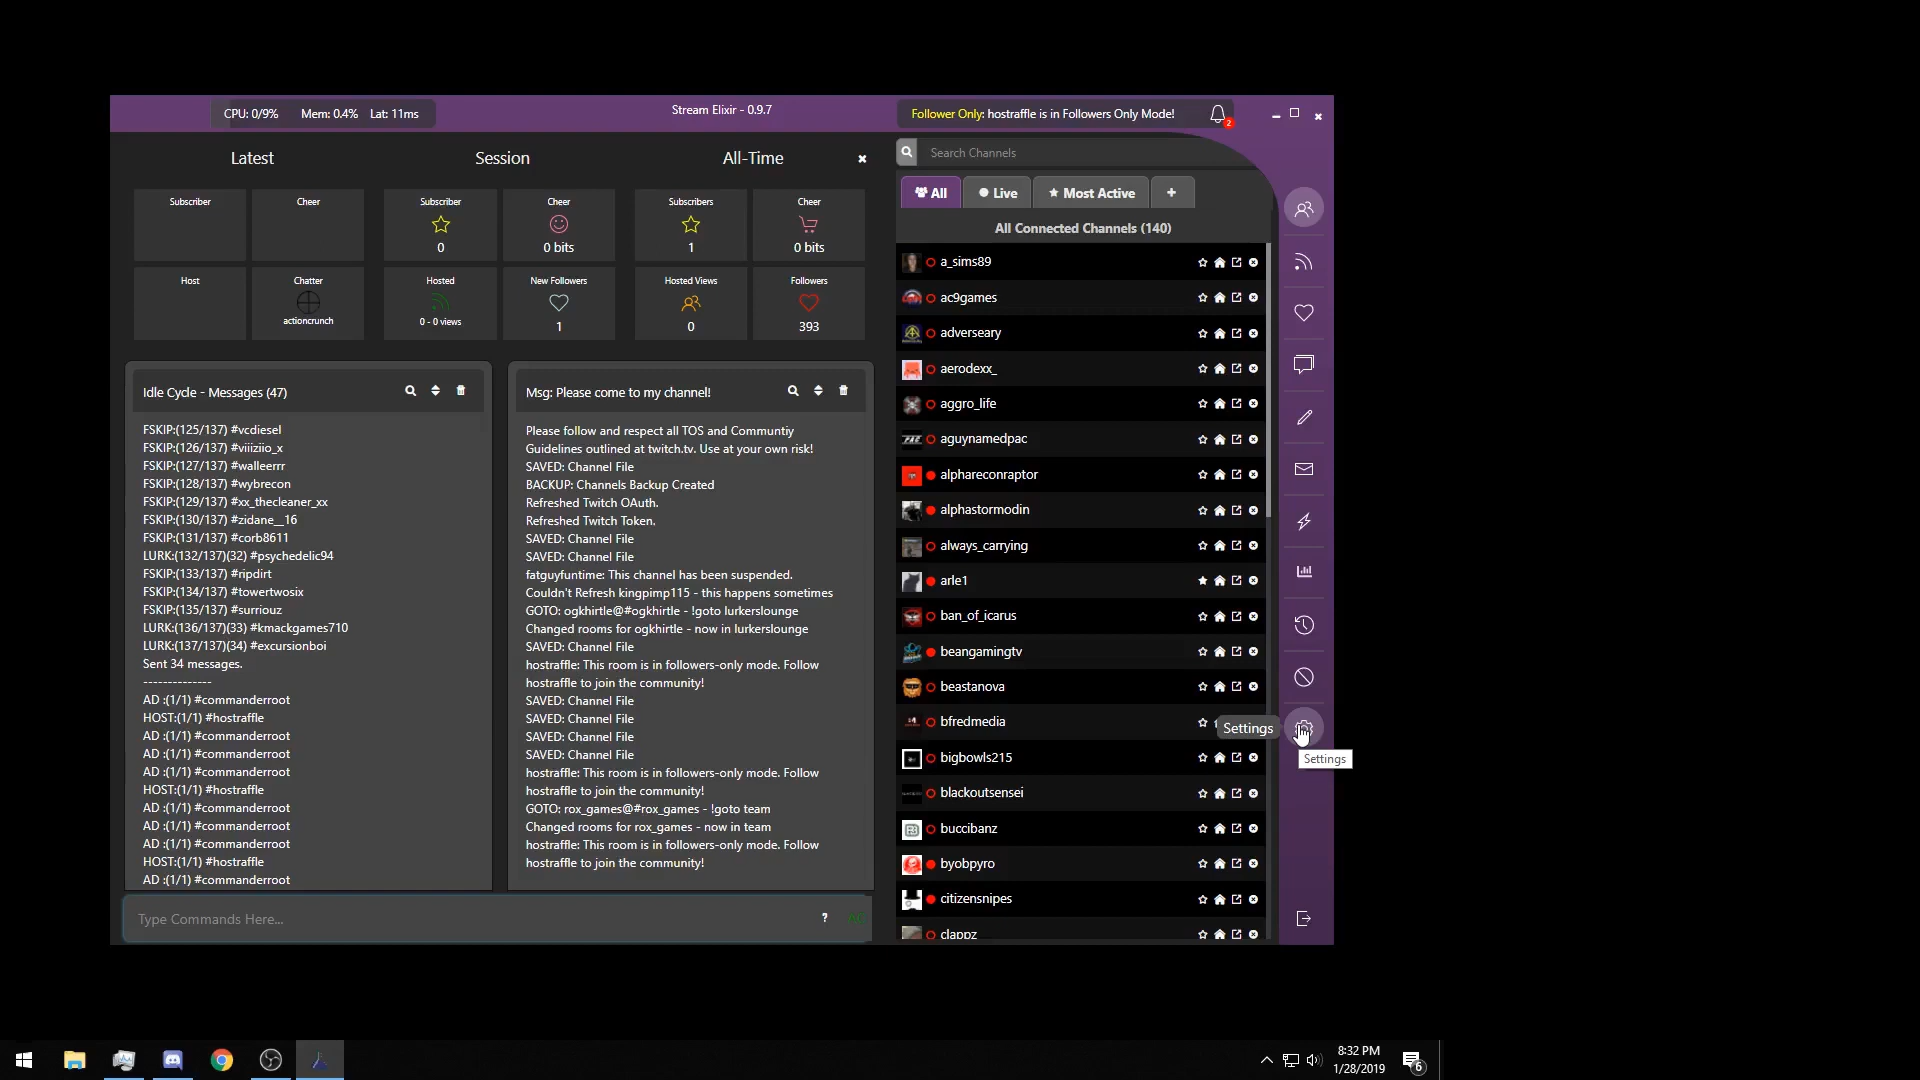 CPU: 0/9% Mem: 0.4% Lat: 11ms
Stream Elixir - 0.9.7
Follower Only: hostraffle is in Followers Only Mode!
2
Latest
Session
All-Time
Subscriber
Cheer
Subscriber
0
Cheer
0 bits
Subscribers
1
Cheer
0 bits
Host
Chatter
actioncrunch
Hosted
0 - 0 views
New Followers
1
Hosted Views
0
Followers
393
Idle Cycle - Messages (47)
FSKIP:(125/137) #vcdiesel
FSKIP:(126/137) #viiiziio_x
FSKIP:(127/137) #walleerrr
FSKIP:(128/137) #wybrecon
FSKIP:(129/137) #xx_thecleaner_xx
FSKIP:(130/137) #zidane__16
FSKIP:(131/137) #corb8611
LURK:(132/137)(32) #psychedelic94
FSKIP:(133/137) #ripdirt
FSKIP:(134/137) #towertwosix
FSKIP:(135/137) #surriouz
LURK:(136/137)(33) #kmackgames710
LURK:(137/137)(34) #excursionboi
Sent 34 messages.
--------------
AD :(1/1) #commanderroot
HOST:(1/1) #hostraffle
AD :(1/1) #commanderroot
AD :(1/1) #commanderroot
AD :(1/1) #commanderroot
HOST:(1/1) #hostraffle
AD :(1/1) #commanderroot
AD :(1/1) #commanderroot
AD :(1/1) #commanderroot
HOST:(1/1) #hostraffle
AD :(1/1) #commanderroot
Msg: Please come to my channel!
Please follow and respect all TOS and Communtiy
Guidelines outlined at twitch.tv. Use at your own risk!
SAVED: Channel File
BACKUP: Channels Backup Created
Refreshed Twitch OAuth.
Refreshed Twitch Token.
SAVED: Channel File
SAVED: Channel File
fatguyfuntime: This channel has been suspended.
Couldn't Refresh kingpimp115 - this happens sometimes
GOTO: ogkhirtle@#ogkhirtle - !goto lurkerslounge
Changed rooms for ogkhirtle - now in lurkerslounge
SAVED: Channel File
hostraffle: This room is in followers-only mode. Follow
hostraffle to join the community!
SAVED: Channel File
SAVED: Channel File
SAVED: Channel File
SAVED: Channel File
hostraffle: This room is in followers-only mode. Follow
hostraffle to join the community!
GOTO: rox_games@#rox_games - !goto team
Changed rooms for rox_games - now in team
hostraffle: This room is in followers-only mode. Follow
hostraffle to join the community!
Type Commands Here...
?
Search Channels
All
Live
Most Active
+
All Connected Channels (140)
a_sims89
ac9games
adverseary
aerodexx_
aggro_life
aguynamedpac
alphareconraptor
alphastormodin
always_carrying
arle1
ban_of_icarus
beangamingtv
beastanova
bfredmedia
bigbowls215
blackoutsensei
buccibanz
byobpyro
citizensnipes
clappz
Settings
Settings
8:32 PM
1/28/2019
6